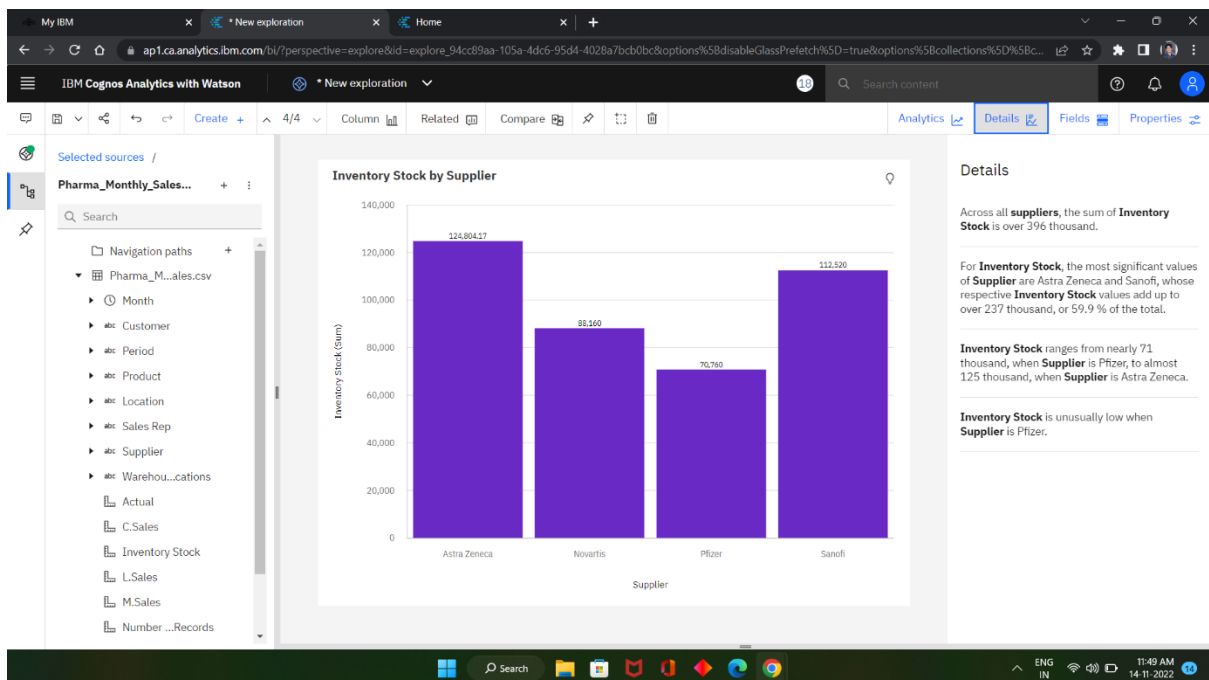 My IBM
* New exploration
Home
ap1.ca.analytics.ibm.com/bi/?perspective=explore&id=explore_94cc89aa-105a-4dc6-95d4-4028a7bcb0bc&options%5BdisableGlassPrefetch%5D=true&options%5Bcollections%5D%5Bc...
IBM Cognos Analytics with Watson
* New exploration
18
Search content
Create +
4/4
Column
Related
Compare
Analytics
Details
Fields
Properties
Selected sources /
Pharma_Monthly_Sales...
Search
Navigation paths
Pharma_M...ales.csv
Month
abc Customer
abc Period
abc Product
abc Location
abc Sales Rep
abc Supplier
abc Warehou...cations
Actual
C.Sales
Inventory Stock
L.Sales
M.Sales
Number ...Records
Inventory Stock by Supplier
Inventory Stock (Sum)
140,000
120,000
100,000
80,000
60,000
40,000
20,000
0
124,804.17
88,160
70,760
112,520
Astra Zeneca
Novartis
Pfizer
Sanofi
Supplier
Details
Across all suppliers, the sum of Inventory
Stock is over 396 thousand.
For Inventory Stock, the most significant values
of Supplier are Astra Zeneca and Sanofi, whose
respective Inventory Stock values add up to
over 237 thousand, or 59.9 % of the total.
Inventory Stock ranges from nearly 71
thousand, when Supplier is Pfizer, to almost
125 thousand, when Supplier is Astra Zeneca.
Inventory Stock is unusually low when
Supplier is Pfizer.
Search
ENG
IN
11:49 AM
14-11-2022
14